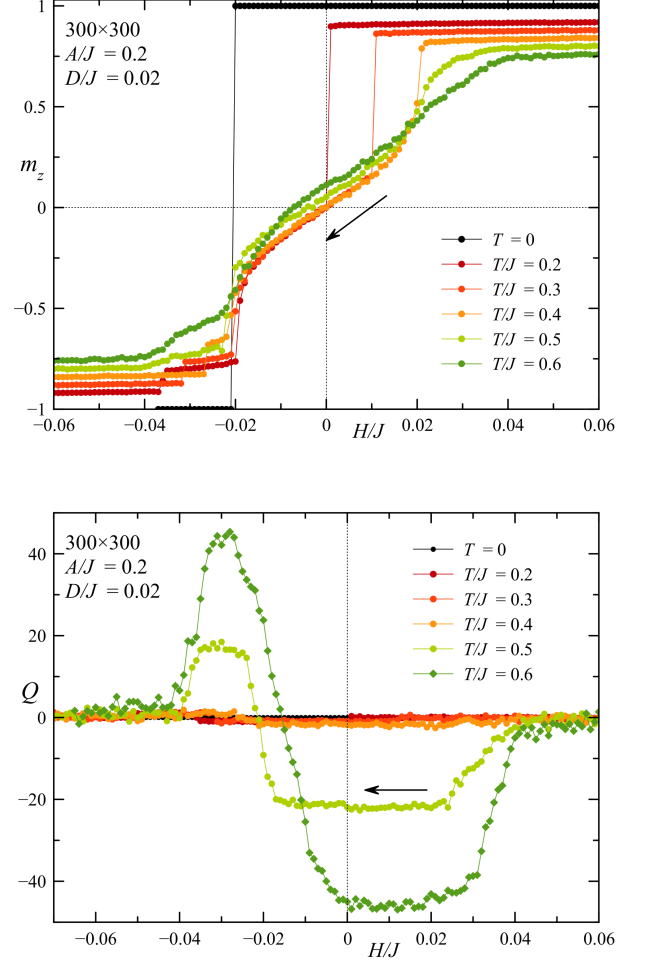 1
300×300
A/J = 0.2
D/J = 0.02
0.5
m_z
0
−0.5
−1
T = 0
T/J = 0.2
T/J = 0.3
T/J = 0.4
T/J = 0.5
T/J = 0.6
−0.06 −0.04 −0.02 0 0.02 0.04 0.06
H/J
300×300
A/J = 0.2
D/J = 0.02
40
20
Q
0
−20
−40
T = 0
T/J = 0.2
T/J = 0.3
T/J = 0.4
T/J = 0.5
T/J = 0.6
−0.06 −0.04 −0.02 0 0.02 0.04 0.06
H/J